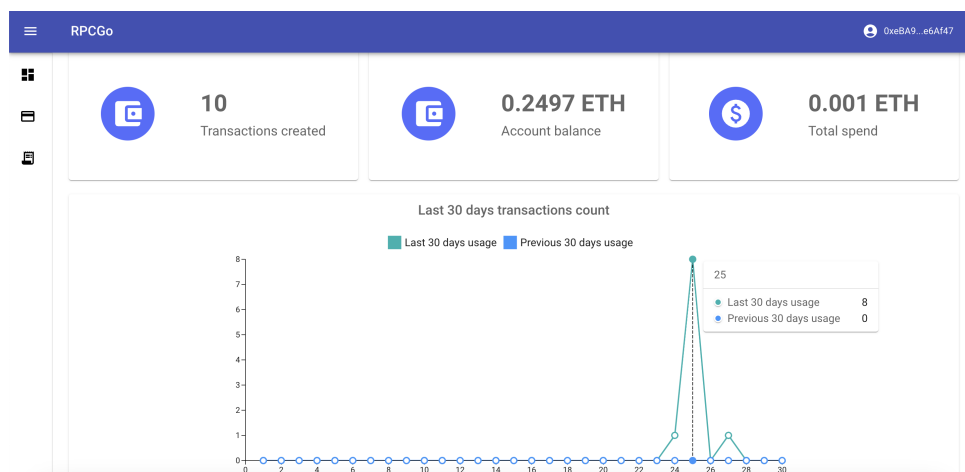 RPCGo
0xeBA9...e6Af47
10
Transactions created
0.2497 ETH
Account balance
$
0.001 ETH
Total spend
Last 30 days transactions count
Last 30 days usage Previous 30 days usage
8
7
6
5
4
3
2
1
0
25
Last 30 days usage 8
Previous 30 days usage 0
0 2 4 6 8 10 12 14 16 18 20 22 24 26 28 30